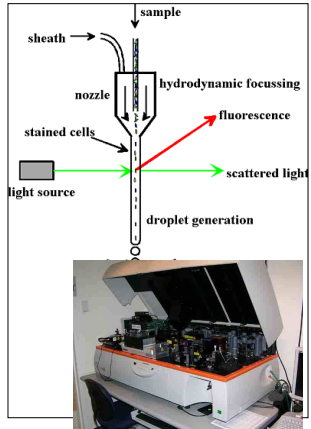 sample
sheath
hydrodynamic focussing
nozzle
fluorescence
stained cells
scattered light
light source
droplet generation